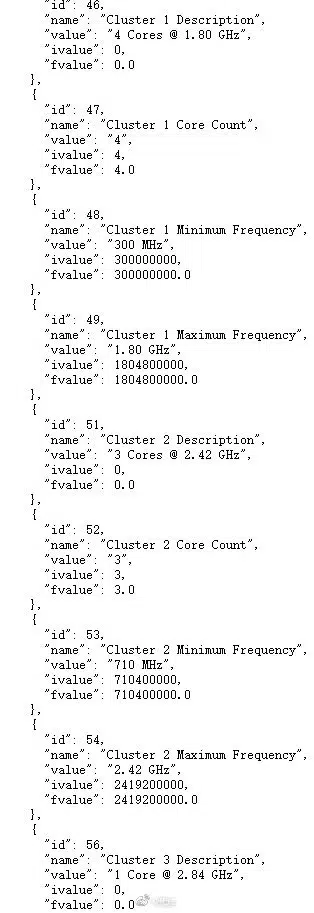 "id": 46,
"name": "Cluster 1 Description",
"value": "4 Cores @ 1.80 GHz",
"ivalue": 0,
"fvalue": 0.0
},
{
"id": 47,
"name": "Cluster 1 Core Count",
"value": "4",
"ivalue": 4,
"fvalue": 4.0
},
{
"id": 48,
"name": "Cluster 1 Minimum Frequency",
"value": "300 MHz",
"ivalue": 300000000,
"fvalue": 300000000.0
},
{
"id": 49,
"name": "Cluster 1 Maximum Frequency",
"value": "1.80 GHz",
"ivalue": 1804800000,
"fvalue": 1804800000.0
},
{
"id": 51,
"name": "Cluster 2 Description",
"value": "3 Cores @ 2.42 GHz",
"ivalue": 0,
"fvalue": 0.0
},
{
"id": 52,
"name": "Cluster 2 Core Count",
"value": "3",
"ivalue": 3,
"fvalue": 3.0
},
{
"id": 53,
"name": "Cluster 2 Minimum Frequency",
"value": "710 MHz",
"ivalue": 710400000,
"fvalue": 710400000.0
},
{
"id": 54,
"name": "Cluster 2 Maximum Frequency",
"value": "2.42 GHz",
"ivalue": 2419200000,
"fvalue": 2419200000.0
},
{
"id": 56,
"name": "Cluster 3 Description",
"value": "1 Core @ 2.84 GHz",
"ivalue": 0,
"fvalue": 0.0